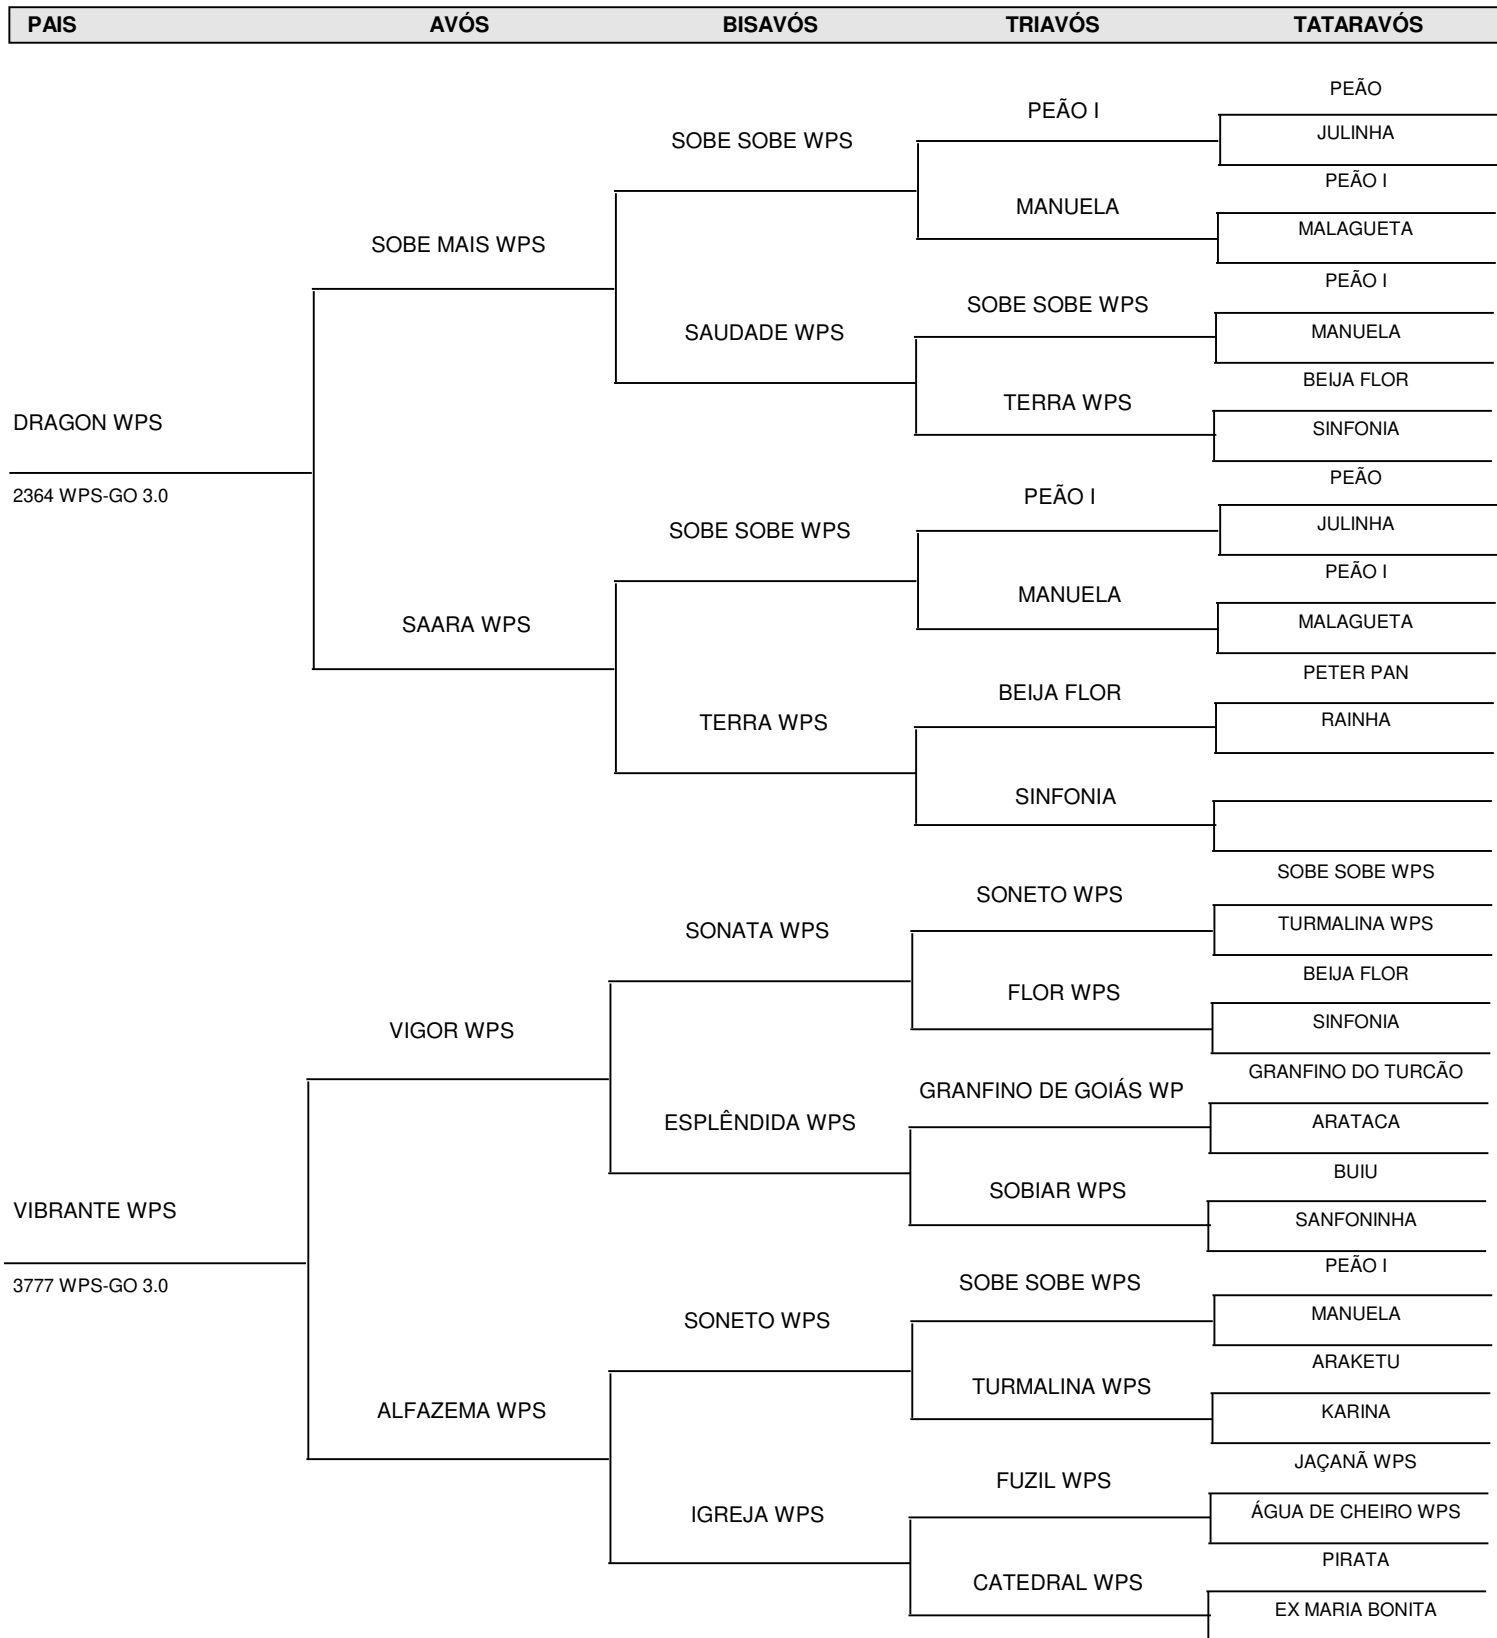 PAIS AVÓS BISAVÓS TRIAVÓS TATARAVÓS
PEÃO
PEÃO I
JULINHA
SOBE SOBE WPS
PEÃO I
MANUELA
MALAGUETA
SOBE MAIS WPS
PEÃO I
SOBE SOBE WPS
MANUELA
SAUDADE WPS
BEIJA FLOR
TERRA WPS
SINFONIA
DRAGON WPS
2364 WPS-GO 3.0
PEÃO
PEÃO I
JULINHA
SOBE SOBE WPS
PEÃO I
MANUELA
MALAGUETA
SAARA WPS
PETER PAN
BEIJA FLOR
RAINHA
TERRA WPS
SINFONIA
SOBE SOBE WPS
SONETO WPS
TURMALINA WPS
SONATA WPS
BEIJA FLOR
FLOR WPS
SINFONIA
VIGOR WPS
GRANFINO DO TURCÃO
GRANFINO DE GOIÁS WP
ARATACA
ESPLÊNDIDA WPS
BUIU
SOBIAR WPS
SANFONINHA
VIBRANTE WPS
3777 WPS-GO 3.0
PEÃO I
SOBE SOBE WPS
MANUELA
SONETO WPS
ARAKETU
TURMALINA WPS
KARINA
ALFAZEMA WPS
JAÇANÃ WPS
FUZIL WPS
ÁGUA DE CHEIRO WPS
IGREJA WPS
PIRATA
CATEDRAL WPS
EX MARIA BONITA